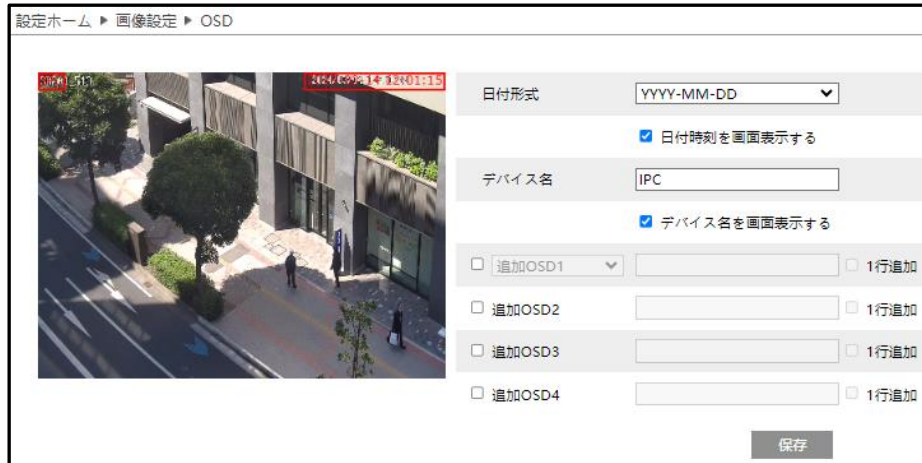 設定ホーム ▶ 画像設定 ▶ OSD
日付形式 YYYY-MM-DD
日付時刻を画面表示する
デバイス名 IPC
デバイス名を画面表示する
追加OSD1 1行追加
追加OSD2 1行追加
追加OSD3 1行追加
追加OSD4 1行追加
保存